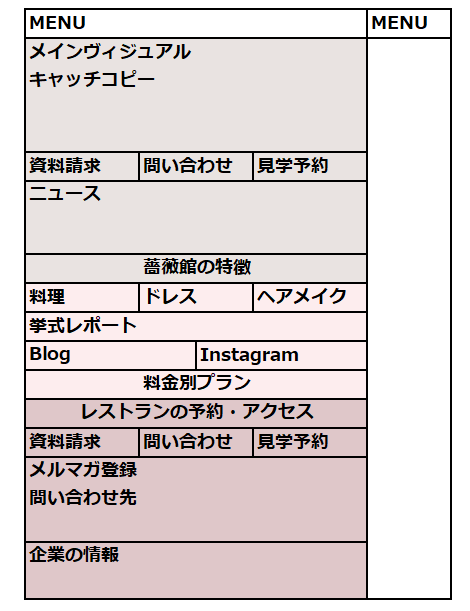 MENU
MENU
メインヴィジュアル
キャッチコピー
資料請求
問い合わせ
見学予約
ニュース
薔薇館の特徴
料理
ドレス
ヘアメイク
挙式レポート
Blog
Instagram
料金別プラン
レストランの予約・アクセス
資料請求
問い合わせ
見学予約
メルマガ登録
問い合わせ先
企業の情報